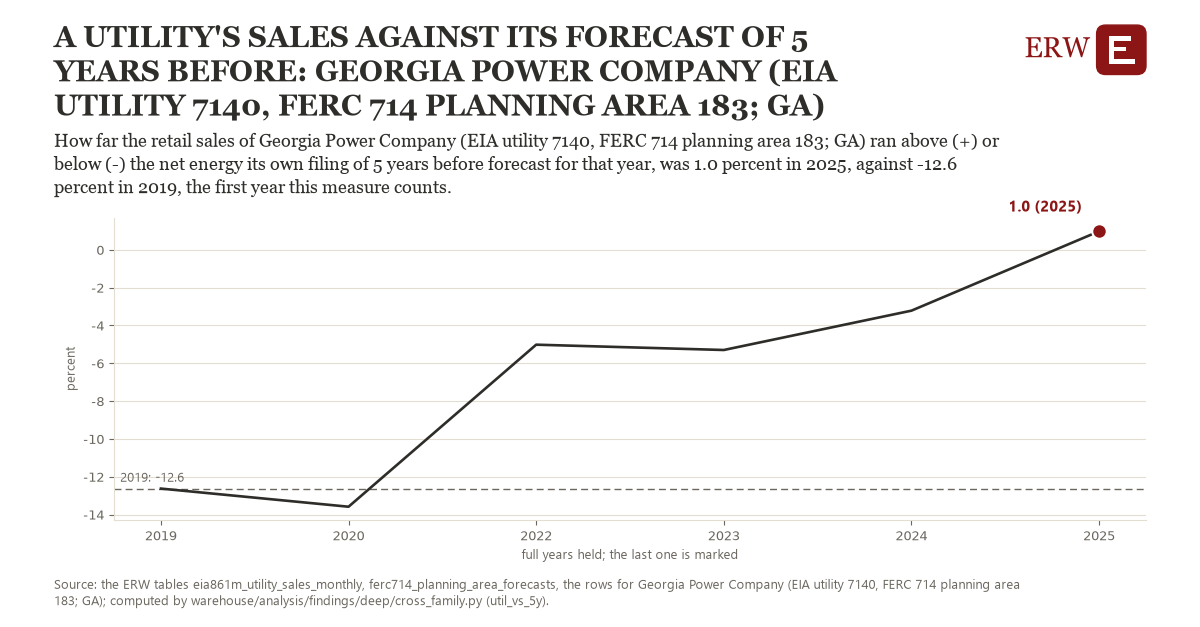 A UTILITY'S SALES AGAINST ITS FORECAST OF 5
YEARS BEFORE: GEORGIA POWER COMPANY (EIA
UTILITY 7140, FERC 714 PLANNING AREA 183; GA)
ERW E
How far the retail sales of Georgia Power Company (EIA utility 7140, FERC 714 planning area 183; GA) ran above (+) or
below (-) the net energy its own filing of 5 years before forecast for that year, was 1.0 percent in 2025, against -12.6
percent in 2019, the first year this measure counts.
1.0 (2025)
0
-2
-4
-6
-8
-10
-12
-14
percent
2019: -12.6
2019 2020 2022 2023 2024 2025
full years held; the last one is marked
Source: the ERW tables eia861m_utility_sales_monthly, ferc714_planning_area_forecasts, the rows for Georgia Power Company (EIA utility 7140, FERC 714 planning area
183; GA); computed by warehouse/analysis/findings/deep/cross_family.py (util_vs_5y).